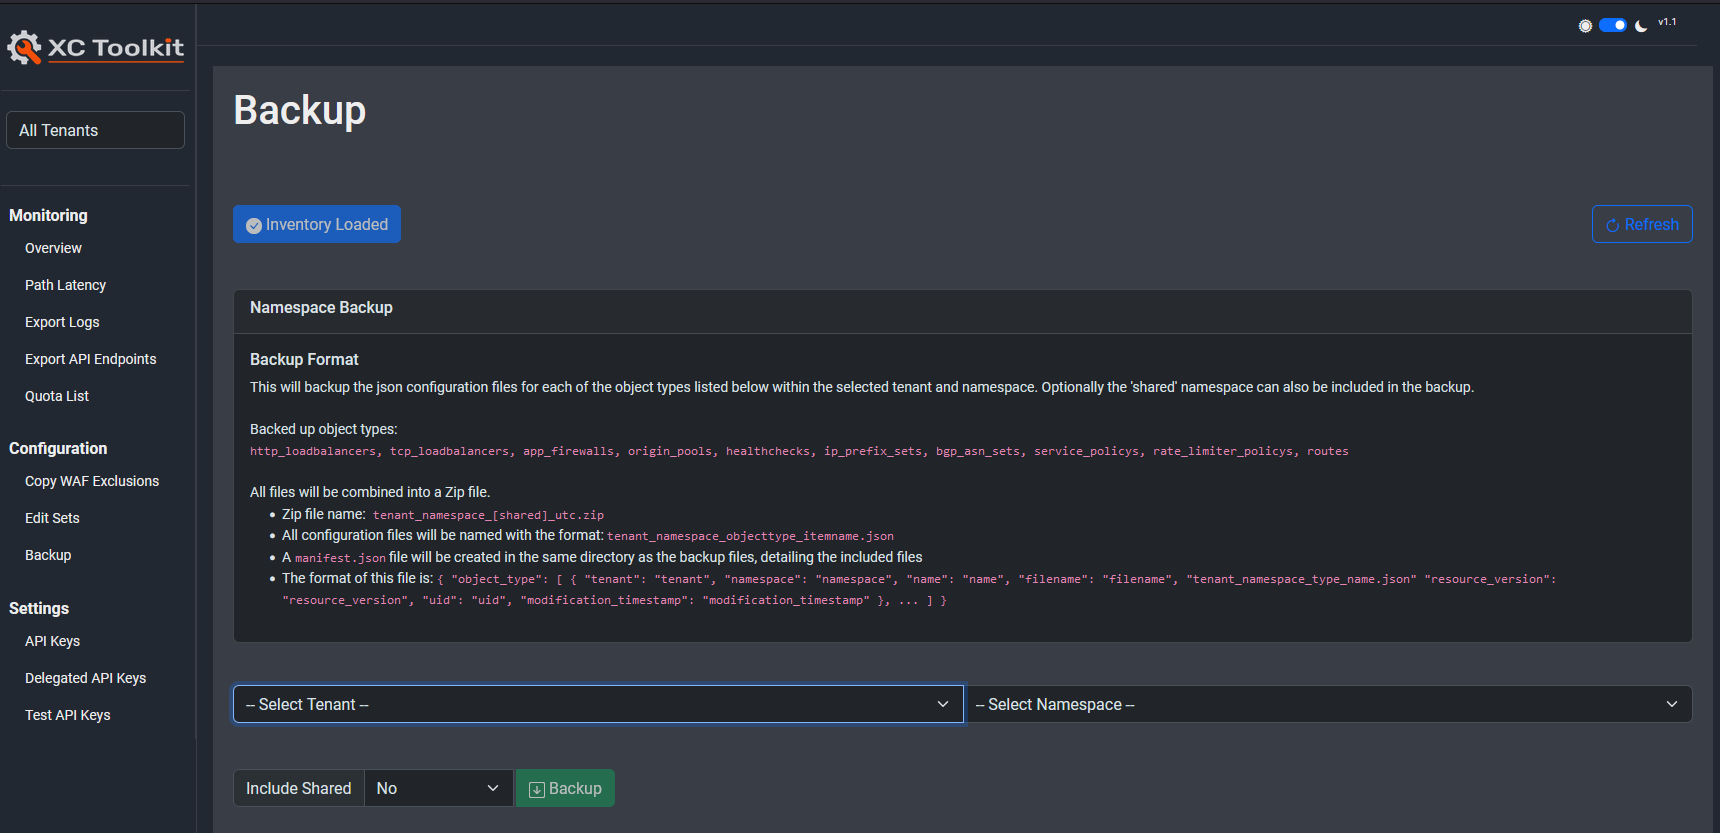 XC Toolkit
v1.1
All Tenants
Monitoring
Overview
Path Latency
Export Logs
Export API Endpoints
Quota List
Configuration
Copy WAF Exclusions
Edit Sets
Backup
Settings
API Keys
Delegated API Keys
Test API Keys
Backup
Inventory Loaded
Refresh
Namespace Backup
Backup Format
This will backup the json configuration files for each of the object types listed below within the selected tenant and namespace. Optionally the 'shared' namespace can also be included in the backup.
Backed up object types:
http_loadbalancers, tcp_loadbalancers, app_firewalls, origin_pools, healthchecks, ip_prefix_sets, bgp_asn_sets, service_policys, rate_limiter_policys, routes
All files will be combined into a Zip file.
• Zip file name: tenant_namespace_[shared]_utc.zip
• All configuration files will be named with the format: tenant_namespace_objecttype_itemname.json
• A manifest.json file will be created in the same directory as the backup files, detailing the included files
• The format of this file is: { "object_type": [ { "tenant": "tenant", "namespace": "namespace", "name": "name", "filename": "filename", "tenant_namespace_type_name.json" "resource_version":
"resource_version", "uid": "uid", "modification_timestamp": "modification_timestamp" }, ... ] }
-- Select Tenant --
-- Select Namespace --
Include Shared
No
Backup